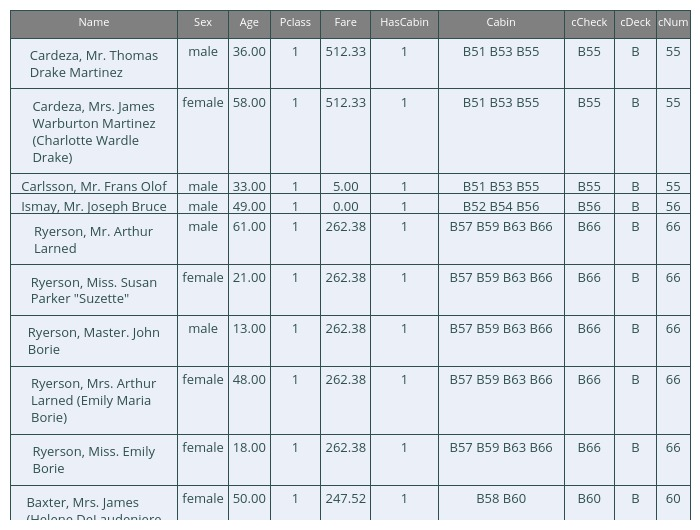 Name Sex Age Pclass Fare HasCabin Cabin cCheck cDeck cNum
Cardeza, Mr. Thomas male 36.00 1 512.33 1 B51 B53 B55 B55 B 55
Drake Martinez
Cardeza, Mrs. James female 58.00 1 512.33 1 B51 B53 B55 B55 B 55
Warburton Martinez
(Charlotte Wardle
Drake)
Carlsson, Mr. Frans Olof male 33.00 1 5.00 1 B51 B53 B55 B55 B 55
Ismay, Mr. Joseph Bruce male 49.00 1 0.00 1 B52 B54 B56 B56 B 56
Ryerson, Mr. Arthur male 61.00 1 262.38 1 B57 B59 B63 B66 B66 B 66
Larned
Ryerson, Miss. Susan female 21.00 1 262.38 1 B57 B59 B63 B66 B66 B 66
Parker "Suzette"
Ryerson, Master. John male 13.00 1 262.38 1 B57 B59 B63 B66 B66 B 66
Borie
Ryerson, Mrs. Arthur female 48.00 1 262.38 1 B57 B59 B63 B66 B66 B 66
Larned (Emily Maria
Borie)
Ryerson, Miss. Emily female 18.00 1 262.38 1 B57 B59 B63 B66 B66 B 66
Borie
Baxter, Mrs. James female 50.00 1 247.52 1 B58 B60 B60 B 60
(Helene DeLaudeniere